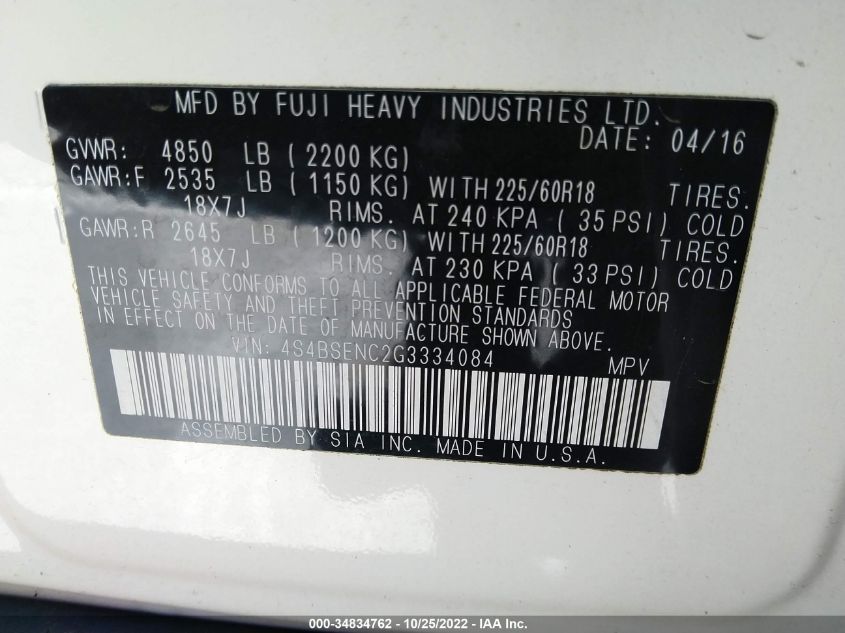 MFD BY FUJI HEAVY INDUSTRIES LTD.
DATE: 04/16
GVWR: 4850 LB ( 2200 KG)
GAWR:F 2535 LB ( 1150 KG) WITH 225/60R18 TIRES.
18X7J RIMS. AT 240 KPA ( 35 PSI) COLD
GAWR:R 2645 LB ( 1200 KG) WITH 225/60R18 TIRES.
18X7J RIMS. AT 230 KPA ( 33 PSI) COLD
THIS VEHICLE CONFORMS TO ALL APPLICABLE FEDERAL MOTOR
VEHICLE SAFETY AND THEFT PREVENTION STANDARDS
IN EFFECT ON THE DATE OF MANUFACTURE SHOWN ABOVE.
VIN: 4S4BSENC2G3334084 MPV
ASSEMBLED BY SIA INC. MADE IN U.S.A.
000-34834762 - 10/25/2022 - IAA Inc.